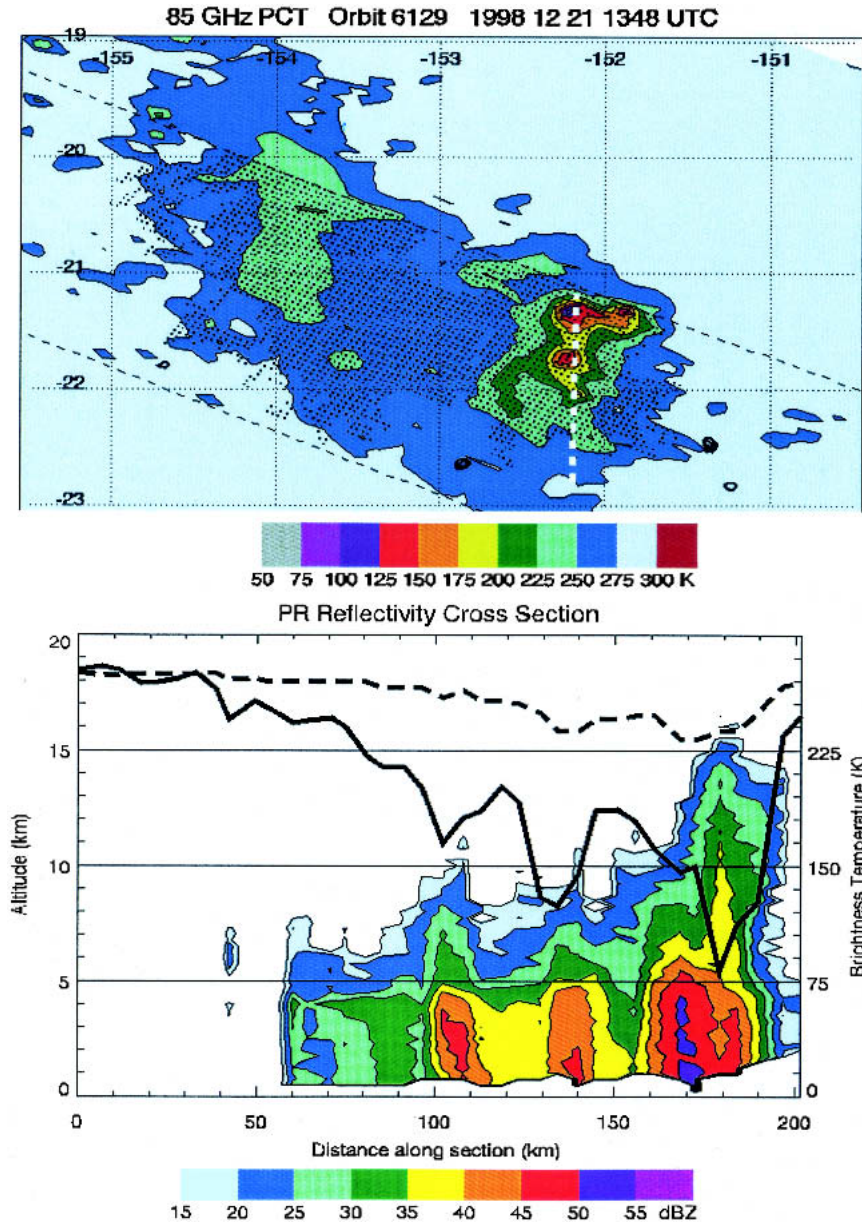 85 GHz PCT Orbit 6129 1998 12 21 1348 UTC
-19
-155 -154 -153 -152 -151
-20
-21
-22
-23
50 75 100 125 150 175 200 225 250 275 300 K
PR Reflectivity Cross Section
20
15
10
5
0
Altitude (km)
225
150
75
0
Brightness Temperature (K)
0 50 100 150 200
Distance along section (km)
15 20 25 30 35 40 45 50 55 dBZ